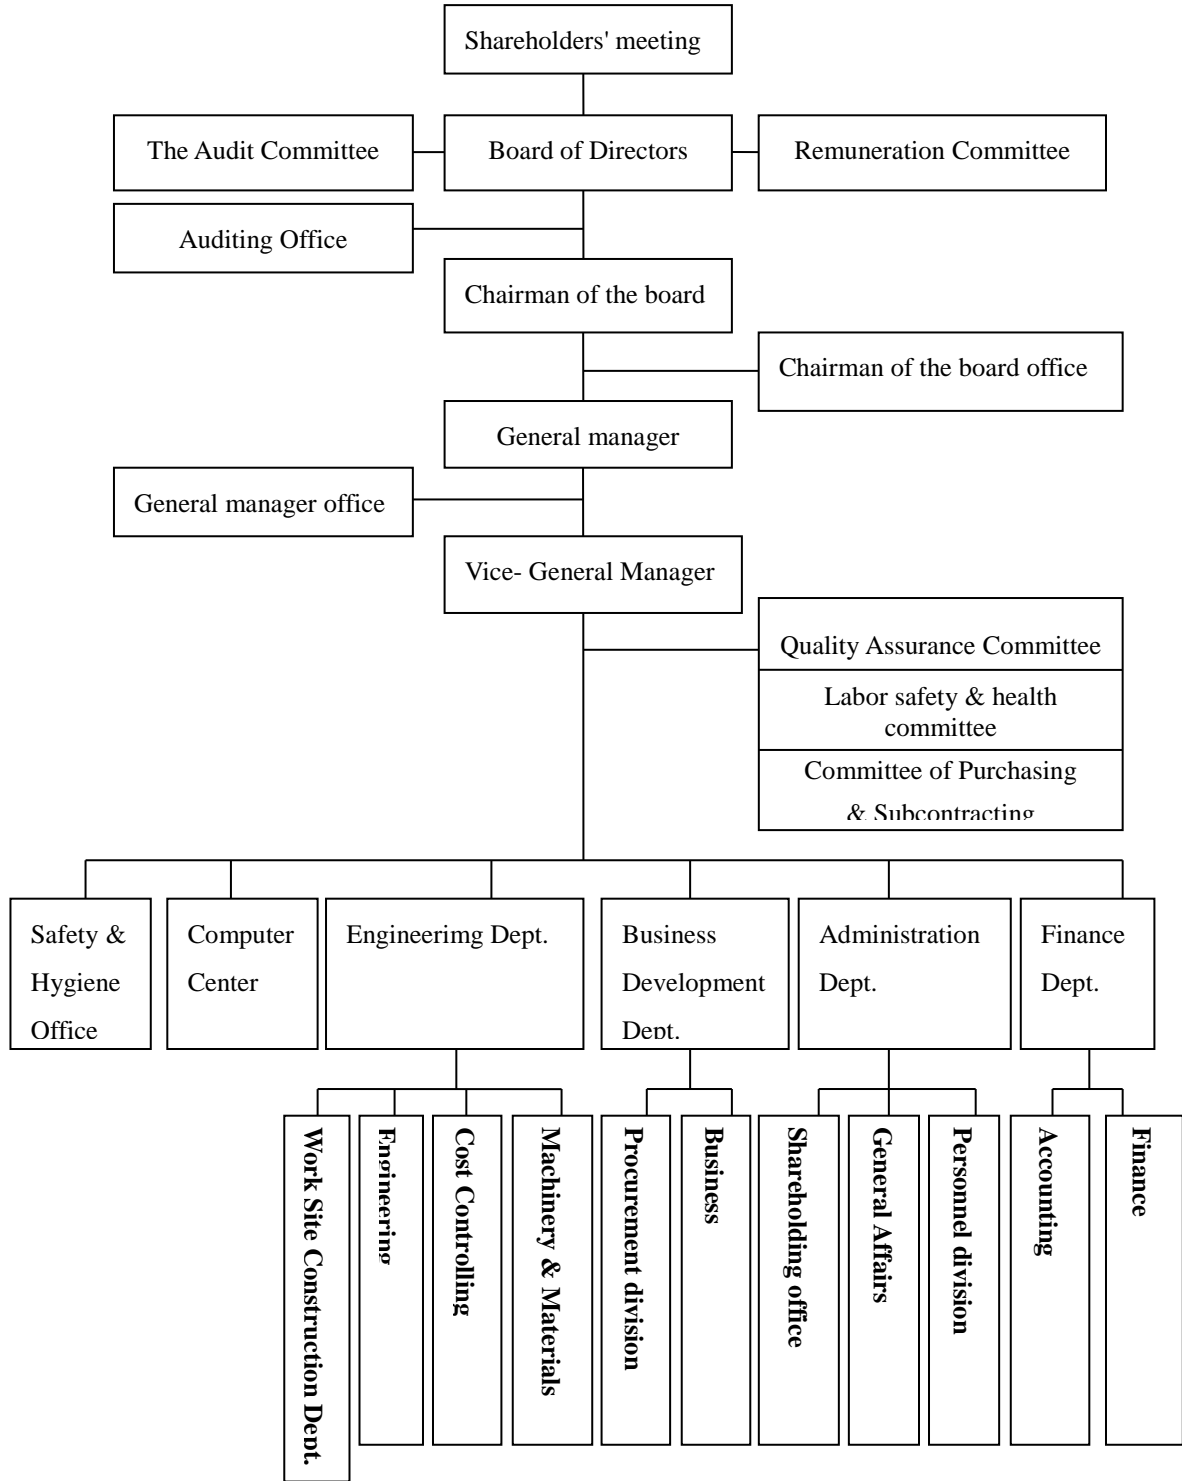 Shareholders' meeting
The Audit Committee
Board of Directors
Remuneration Committee
Auditing Office
Chairman of the board
Chairman of the board office
General manager
General manager office
Vice- General Manager
Quality Assurance Committee
Labor safety & health
committee
Committee of Purchasing
& Subcontracting
Safety &
Hygiene
Office
Computer
Center
Engineerimg Dept.
Business
Development
Dept.
Administration
Dept.
Finance
Dept.
Work Site Construction Dept.
Engineering
Cost Controlling
Machinery & Materials
Procurement division
Business
Shareholding office
General Affairs
Personnel division
Accounting
Finance